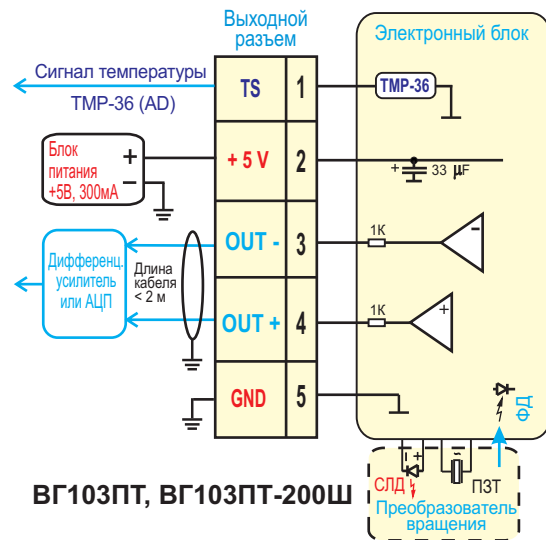 Выходной
разъем
Электронный блок
Сигнал температуры
TMP-36 (AD)
TS
1
TMP-36
Блок
питания
+5В, 300мА
+
−
+ 5 V
2
+
33 µF
Дифференц.
усилитель
или АЦП
Длина
кабеля
< 2 м
OUT -
3
1К
-
OUT +
4
1К
+
GND
5
ФД
ВГ103ПТ, ВГ103ПТ-200Ш
− +
СЛД
~
ПЗТ
Преобразователь
вращения